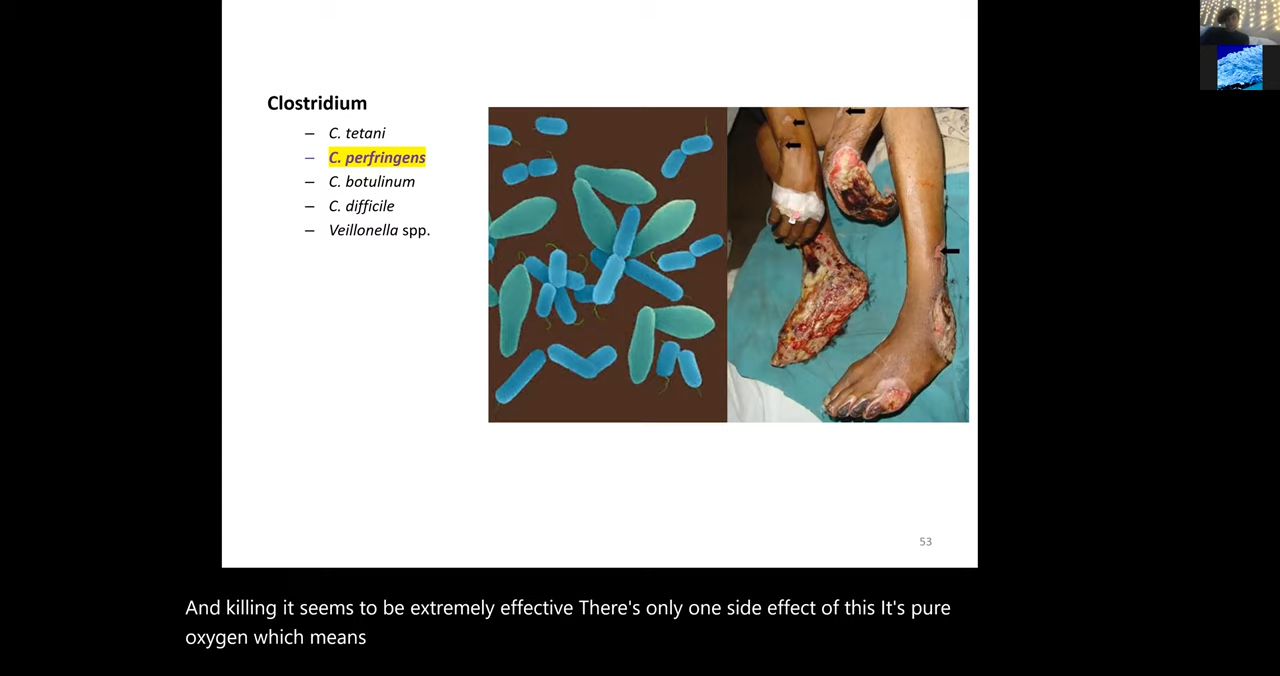 Clostridium
– C. tetani
– C. perfringens
– C. botulinum
– C. difficile
– Veillonella spp.
53
And killing it seems to be extremely effective There's only one side effect of this It's pure
oxygen which means